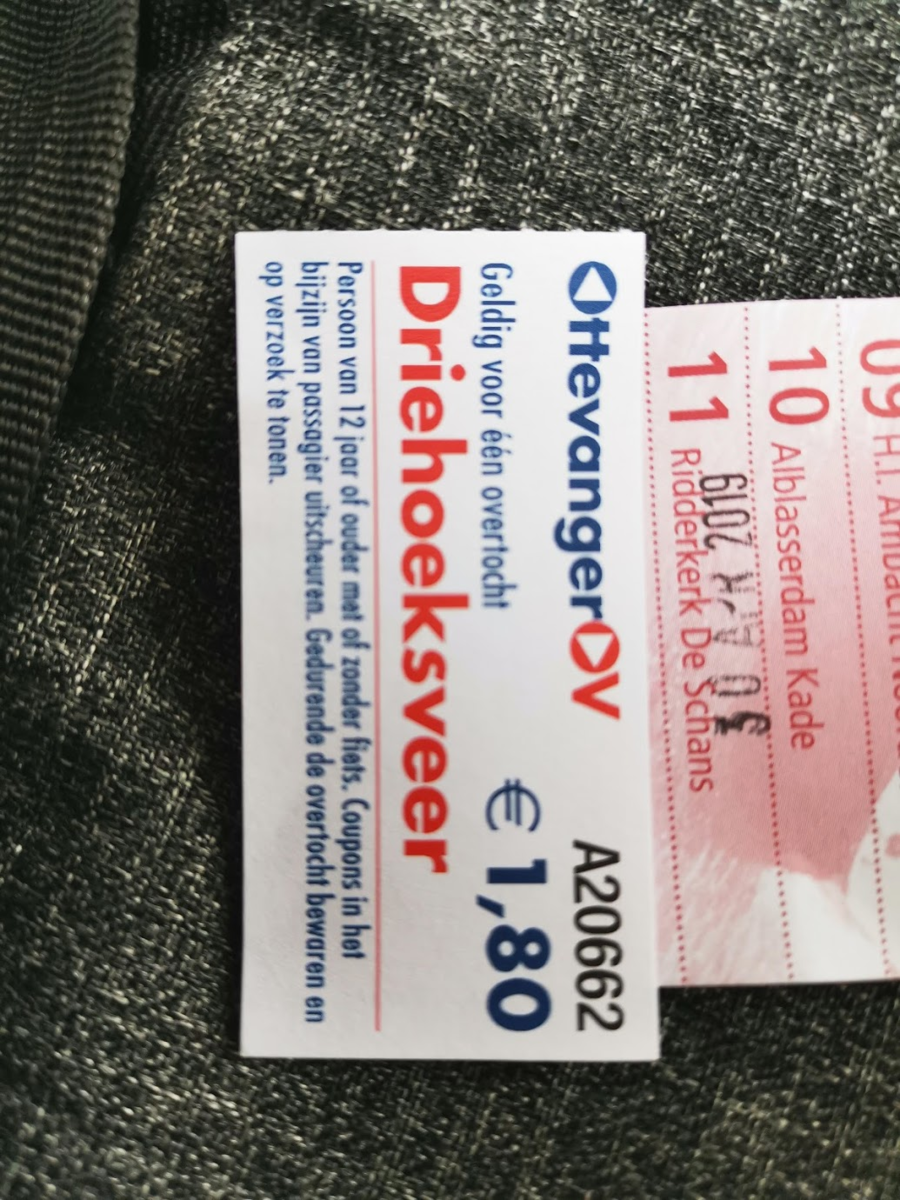 OttevangerOV A20662
Geldig voor één overtocht € 1,80
Driehoeksveer
Persoon van 12 jaar of ouder met of zonder fiets. Coupons in het
bijzijn van passagier uitscheuren. Gedurende de overtocht bewaren en
op verzoek te tonen.
09 H.I. Ambacht
10 Alblasserdam Kade
11 Ridderkerk De Schans
2019